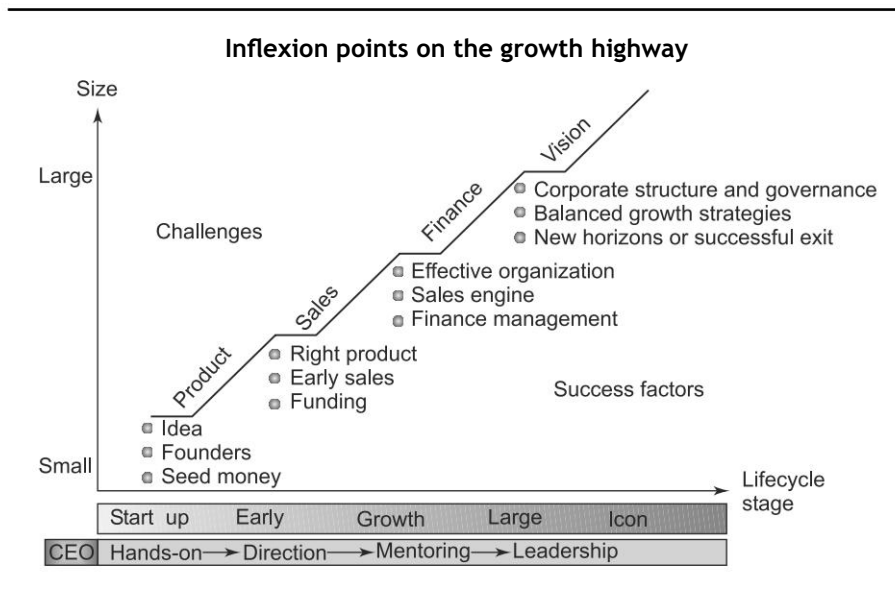 Inflexion points on the growth highway
Size
Large
Small
Challenges
Product
Sales
Finance
Vision
Corporate structure and governance
Balanced growth strategies
New horizons or successful exit
Effective organization
Sales engine
Finance management
Right product
Early sales
Funding
Success factors
Idea
Founders
Seed money
Lifecycle
stage
Start up Early Growth Large Icon
CEO Hands-on Direction Mentoring Leadership